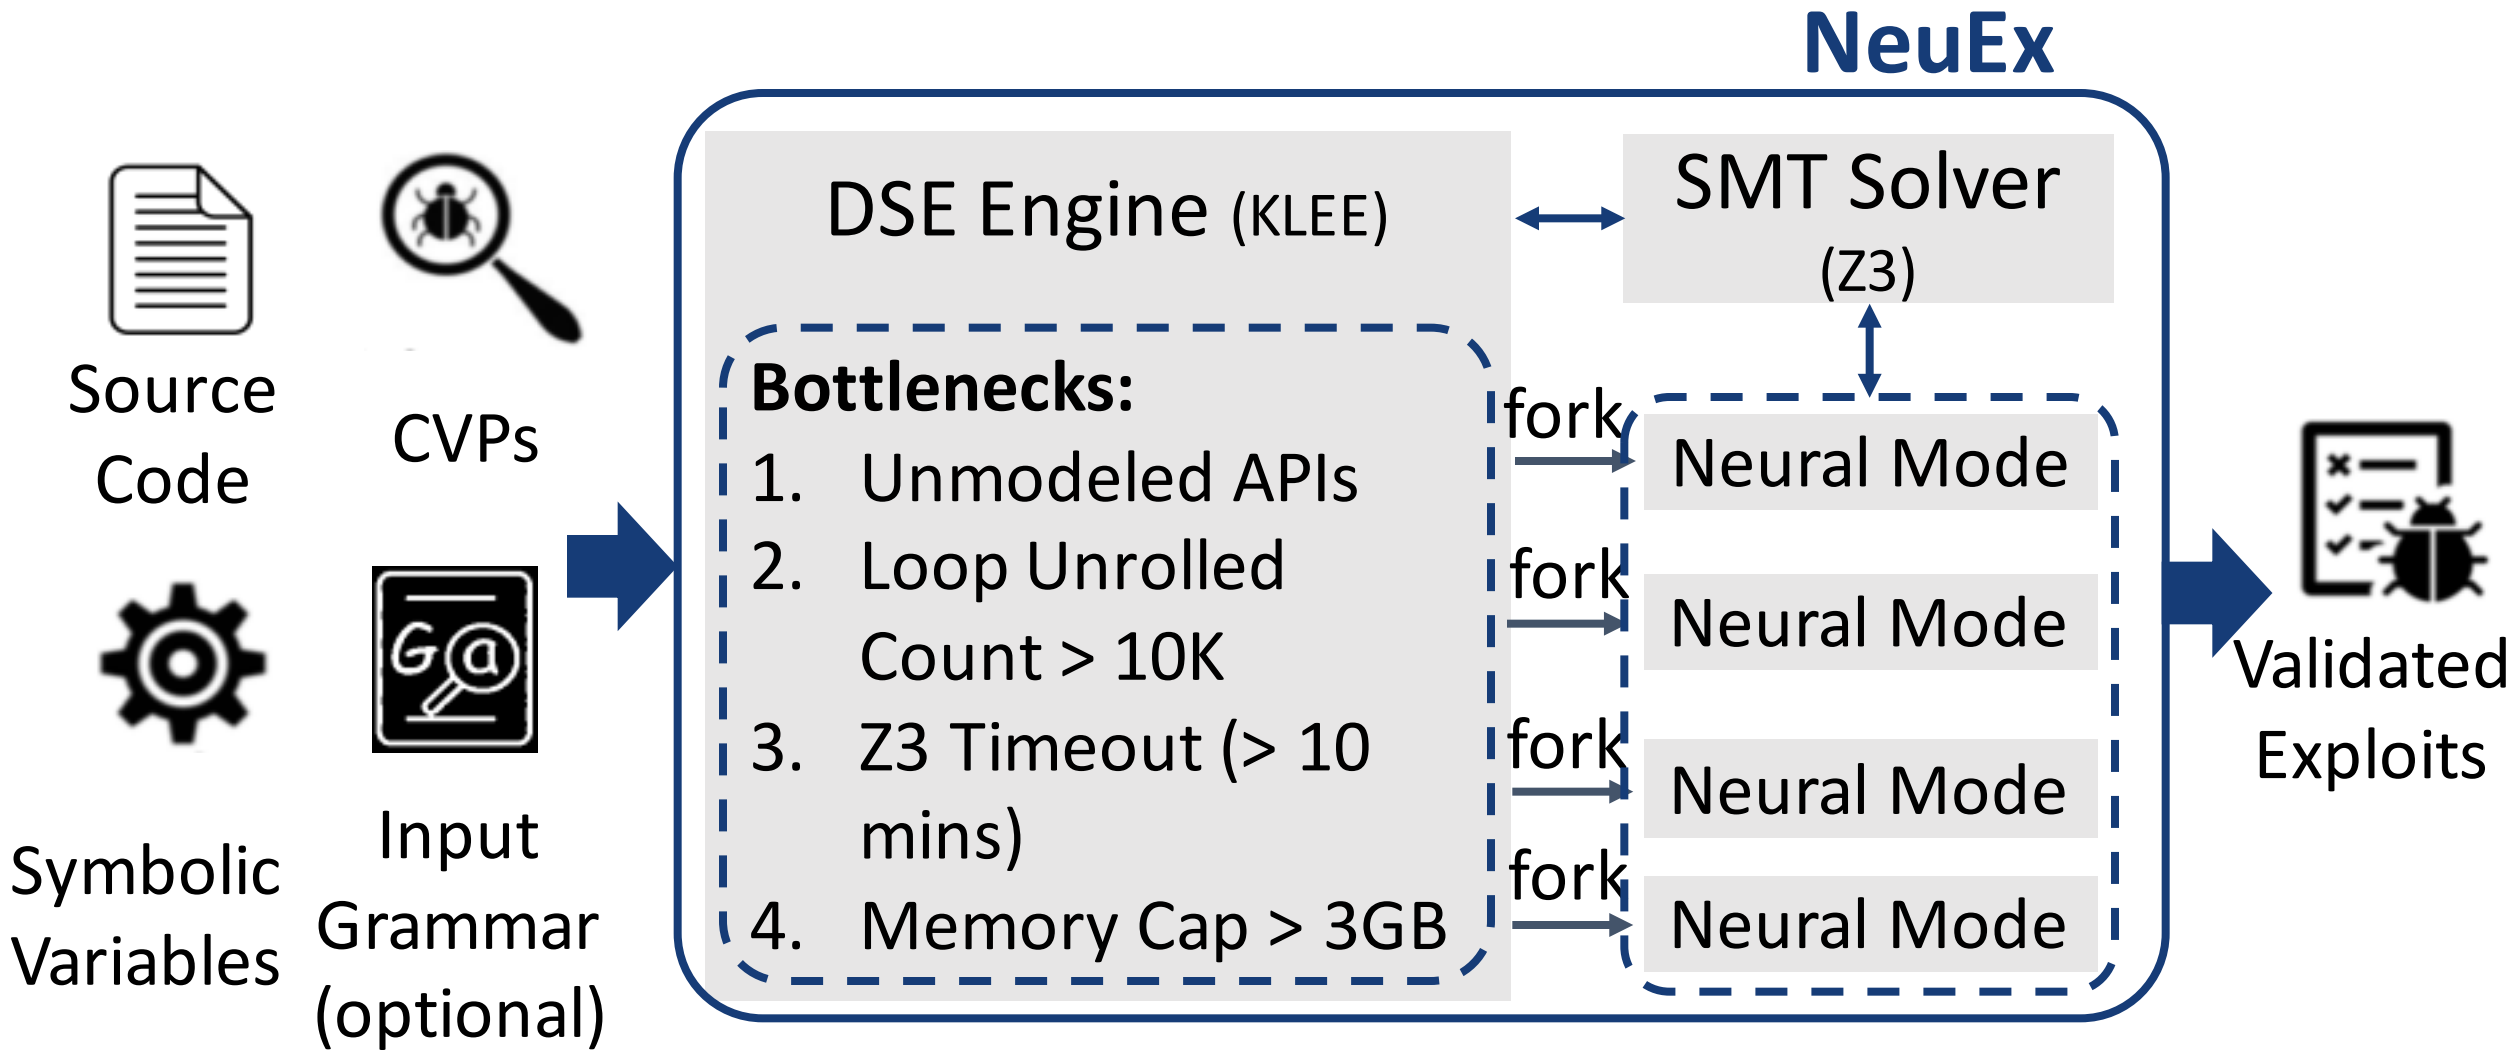 NeuEx
Source
Code
CVPs
Symbolic
Variables
Ga
Input
Grammar
(optional)
DSE Engine (KLEE)
SMT Solver
(Z3)
Bottlenecks:
1. Unmodeled APIs
2. Loop Unrolled
Count > 10K
3. Z3 Timeout (> 10
mins)
4. Memory Cap > 3GB
fork
fork
fork
fork
Neural Mode
Neural Mode
Neural Mode
Neural Mode
Validated
Exploits